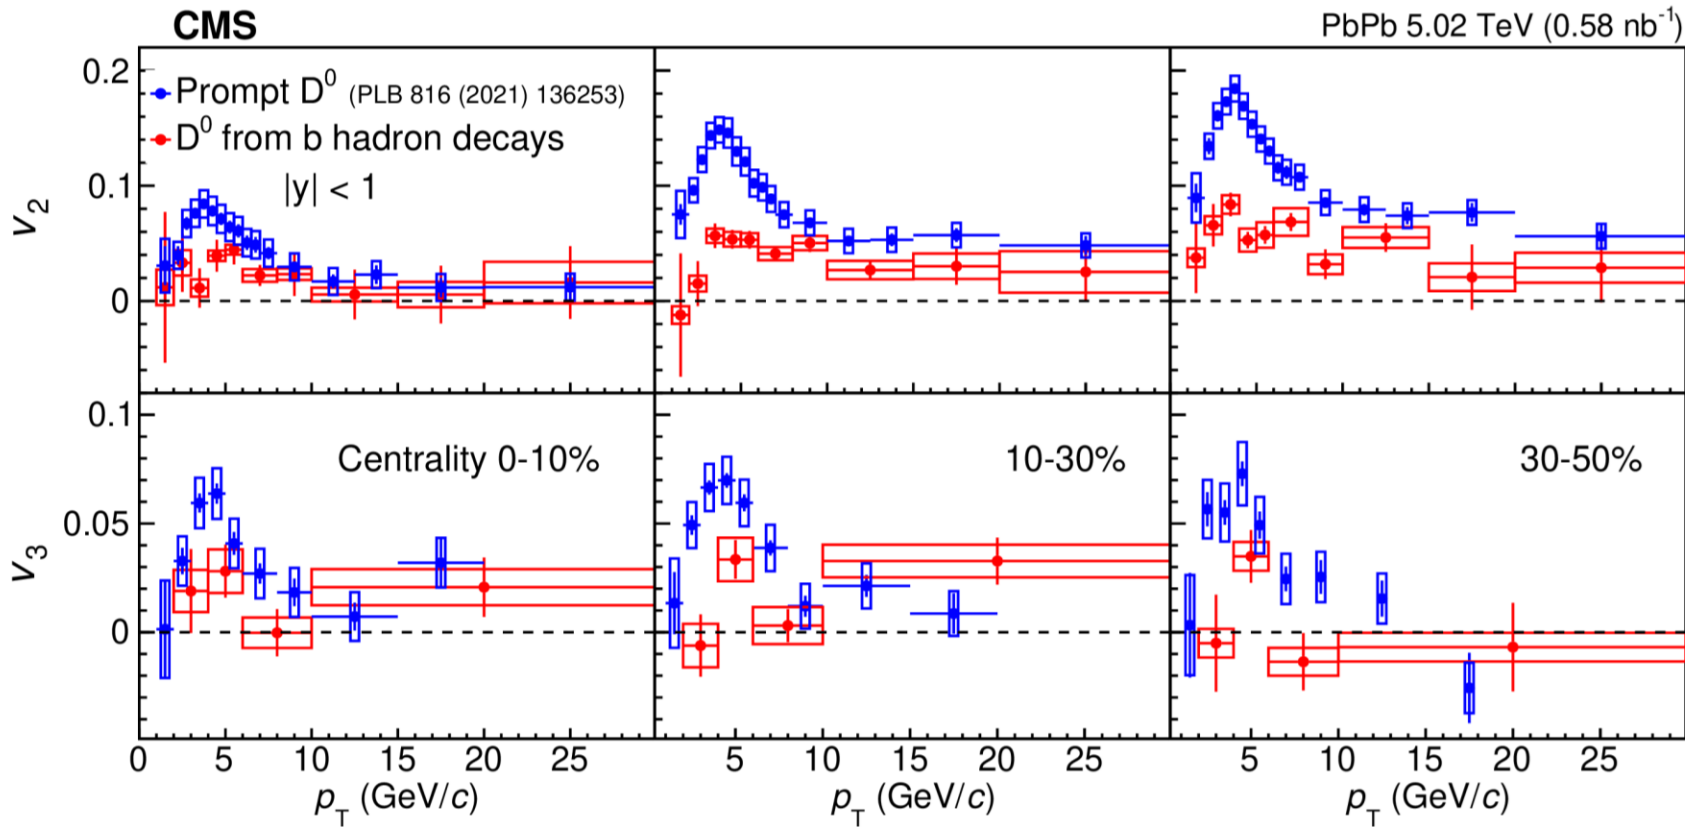 CMS
PbPb 5.02 TeV (0.58 nb⁻¹)
Prompt D⁰ (PLB 816 (2021) 136253)
D⁰ from b hadron decays
|y| < 1
v₂
0.2
0.1
0
v₃
0.1
0.05
0
Centrality 0-10%
10-30%
30-50%
0 5 10 15 20 25
5 10 15 20 25
5 10 15 20 25
p_T (GeV/c)
p_T (GeV/c)
p_T (GeV/c)